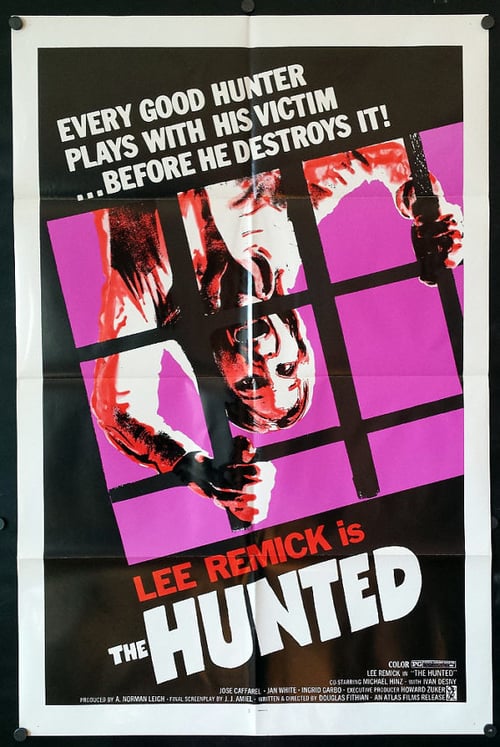 EVERY GOOD HUNTER
PLAYS WITH HIS VICTIM
...BEFORE HE DESTROYS IT!
LEE REMICK is
THE HUNTED
COLOR PG
LEE REMICK IN "THE HUNTED"
CO-STARRING MICHAEL HINZ - WITH IVAN DESNY
JOSE CAFFAREL - JAN WHITE - INGRID GARBO - EXECUTIVE PRODUCER HOWARD ZUKER
PRODUCED BY A. NORMAN LEIGH - FINAL SCREENPLAY BY J. J. AMIEL - WRITTEN & DIRECTED BY DOUGLAS FITHIAN - AN ATLAS FILMS RELEASE